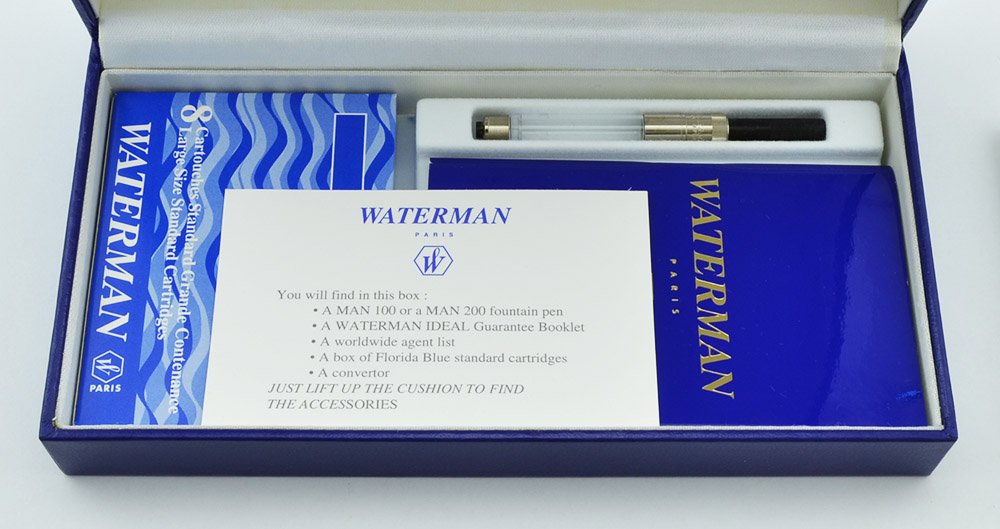 8 Cartouches Standard Grande Contenance
Large Size Standard Cartridges
WATERMAN
PARIS
WATERMAN
PARIS
W
You will find in this box :
• A MAN 100 or a MAN 200 fountain pen
• A WATERMAN IDEAL Guarantee Booklet
• A worldwide agent list
• A box of Florida Blue standard cartridges
• A convertor
JUST LIFT UP THE CUSHION TO FIND
THE ACCESSORIES
WATERMAN
PARIS